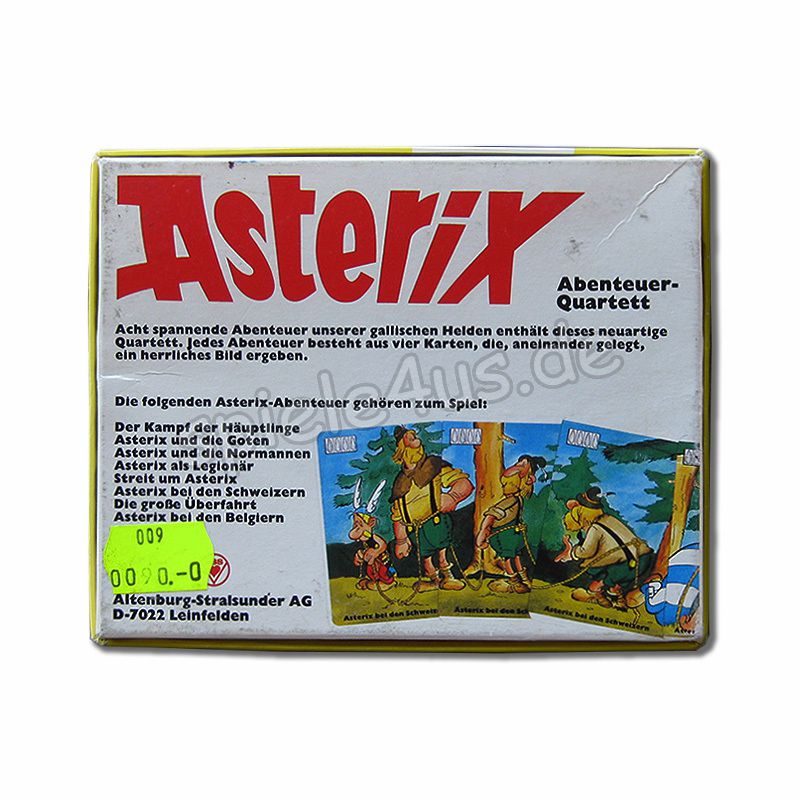 Asterix
Abenteuer-
Quartett
Acht spannende Abenteuer unserer gallischen Helden enthält dieses neuartige
Quartett. Jedes Abenteuer besteht aus vier Karten, die, aneinander gelegt,
ein herrliches Bild ergeben.
Die folgenden Asterix-Abenteuer gehören zum Spiel:
Der Kampf der Häuptlinge
Asterix und die Goten
Asterix und die Normannen
Asterix als Legionär
Streit um Asterix
Asterix bei den Schweizern
Die große Überfahrt
Asterix bei den Belgiern
009
0090.-0
Altenburg-Stralsunder AG
D-7022 Leinfelden
Asterix bei den Schweizern
Asterix bei den Sch
Asterix bei den Schweizern
spiele4us.de